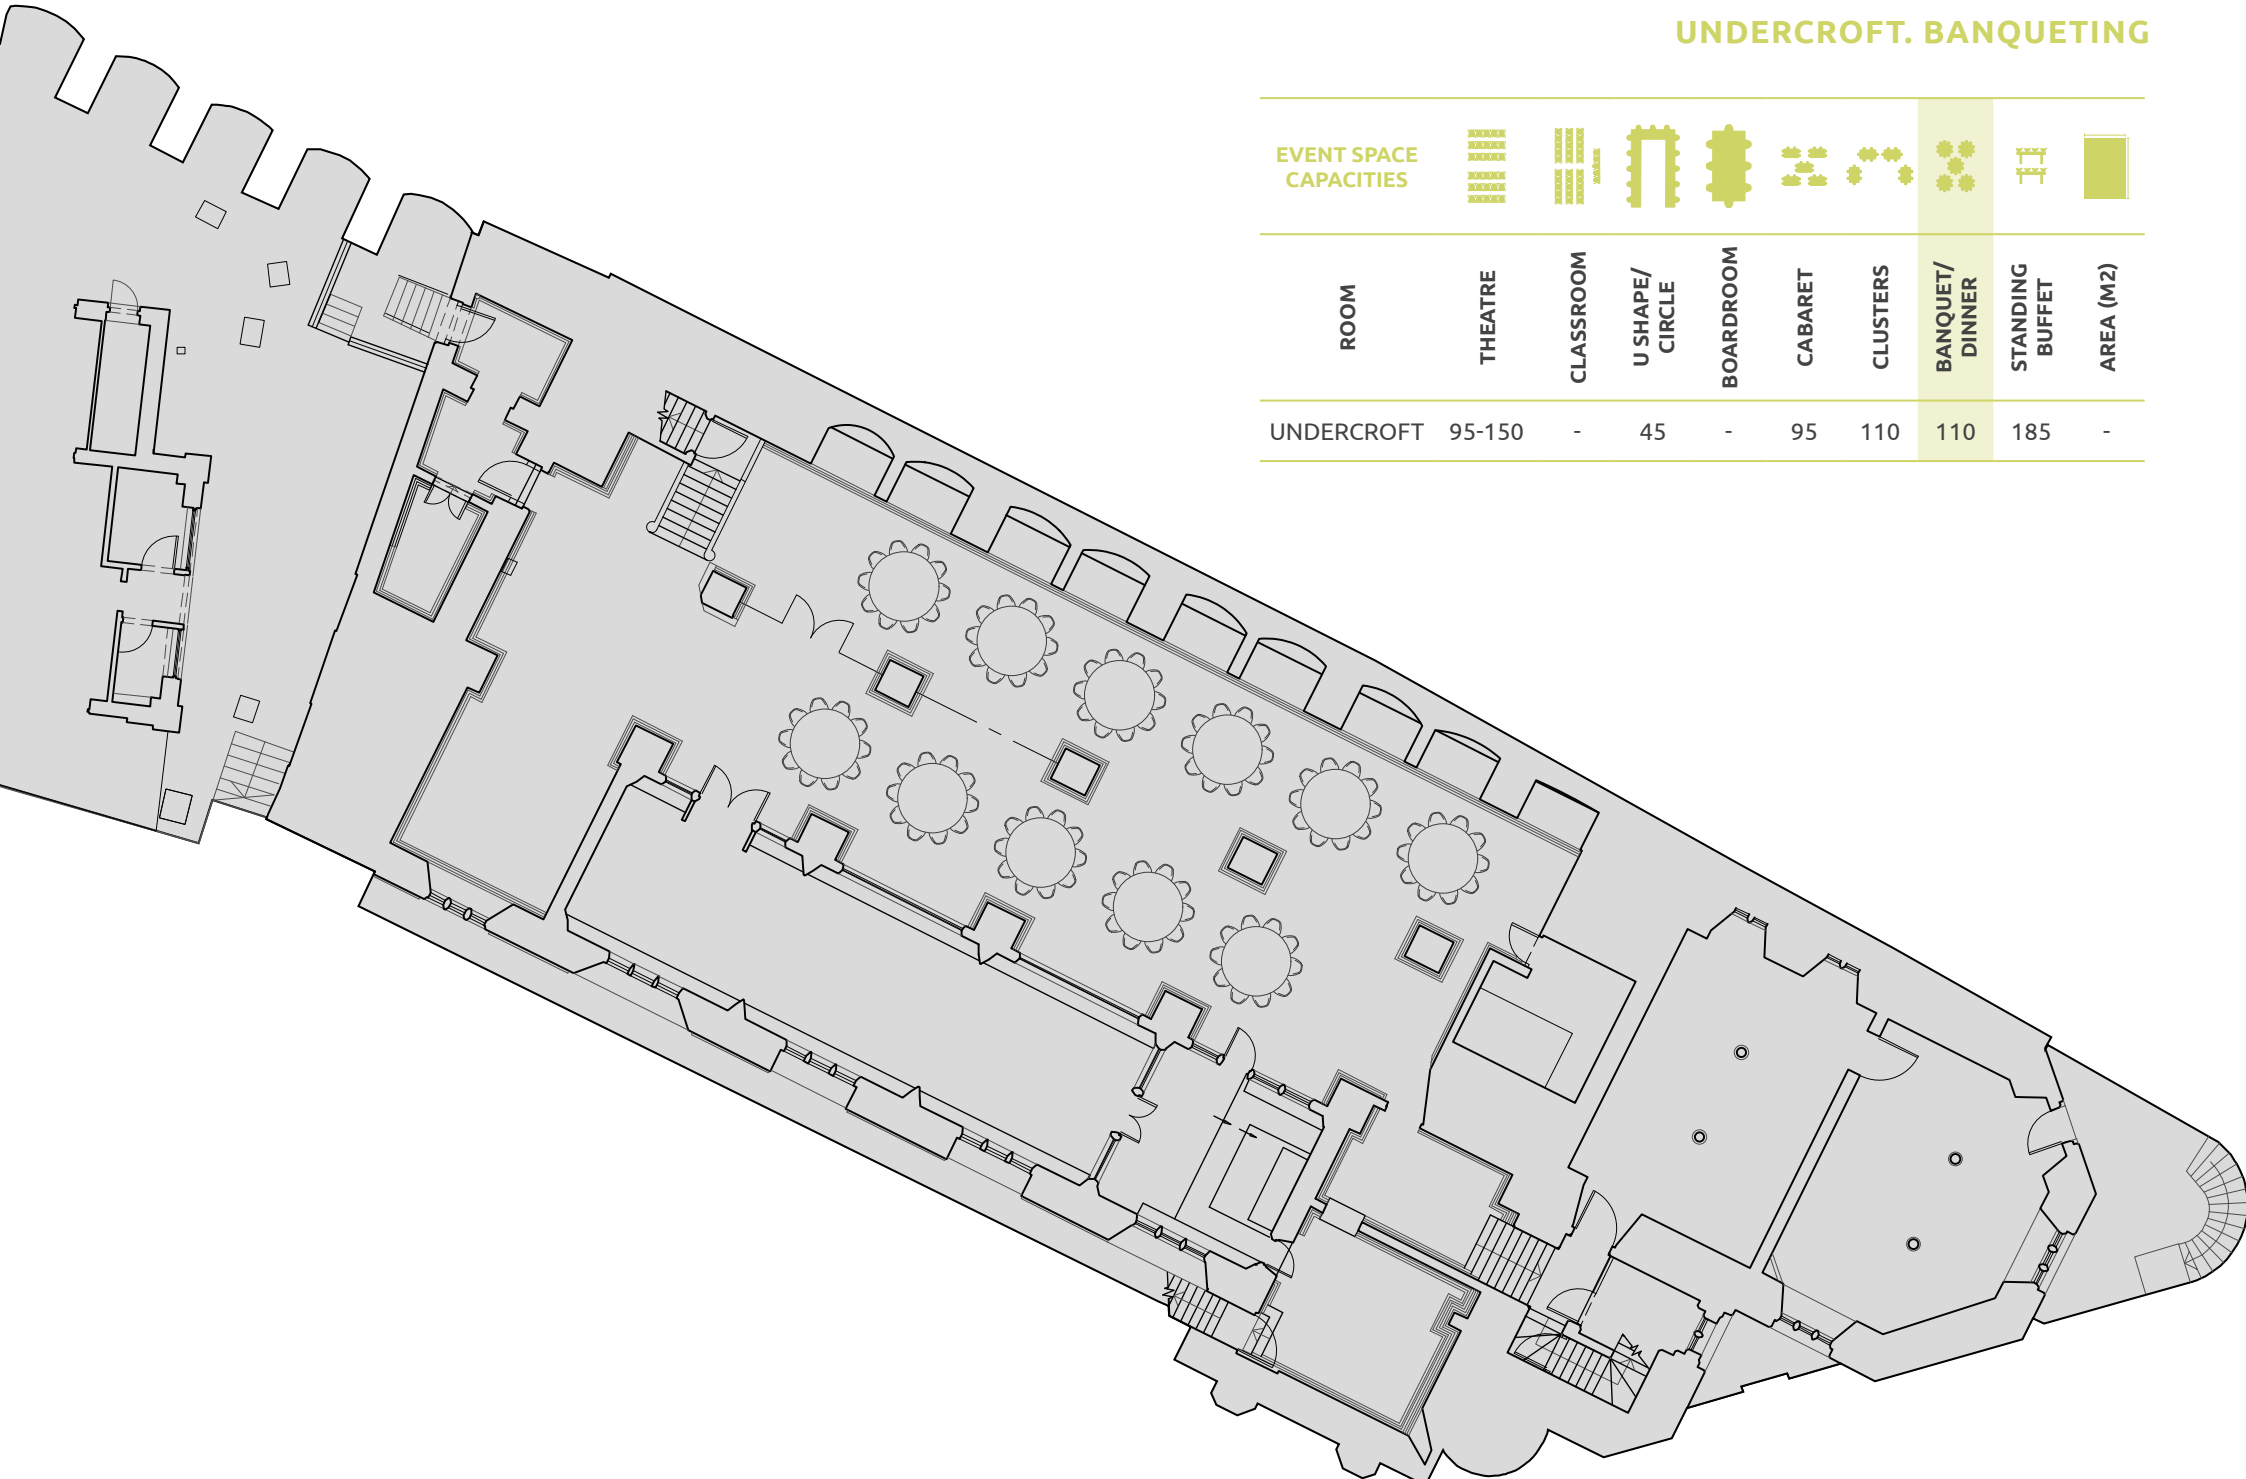 UNDERCROFT. BANQUETING
EVENT SPACE
CAPACITIES
ROOM
THEATRE
CLASSROOM
U SHAPE/
CIRCLE
BOARDROOM
CABARET
CLUSTERS
BANQUET/
DINNER
STANDING
BUFFET
AREA (M2)
UNDERCROFT 95-150 - 45 - 95 110 110 185 -